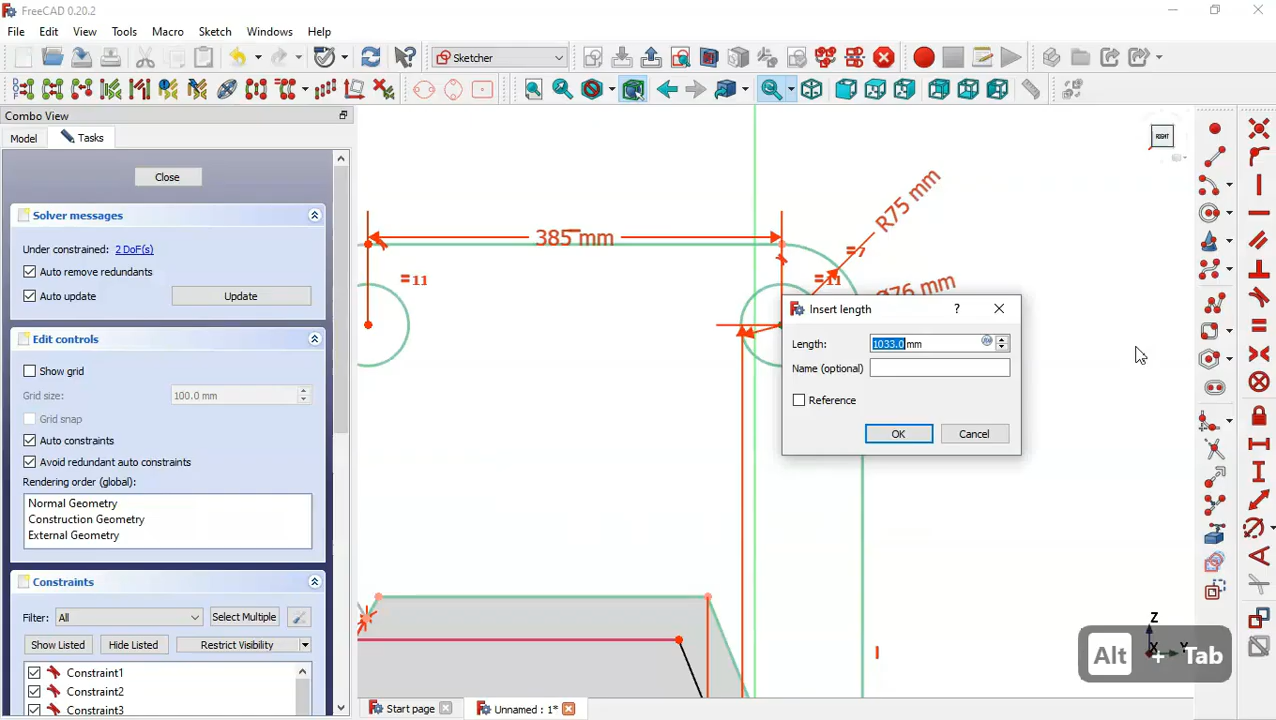 FreeCAD 0.20.2
File Edit View Tools Macro Sketch Windows Help
Sketcher
Combo View
Model Tasks
Close
Solver messages
Under constrained: 2 DoF(s)
Auto remove redundants
Auto update Update
Edit controls
Show grid
Grid size: 100.0 mm
Grid snap
Auto constraints
Avoid redundant auto constraints
Rendering order (global):
Normal Geometry
Construction Geometry
External Geometry
Constraints
Filter: All Select Multiple
Show Listed Hide Listed Restrict Visibility
Constraint1
Constraint2
Constraint3
RIGHT
R75 mm
385 mm
=11
=7
=11
Ø76 mm
Insert length ?
Length: 1033.0 mm
Name (optional)
Reference
OK Cancel
Z
X Y
Alt + Tab
Start page Unnamed : 1*